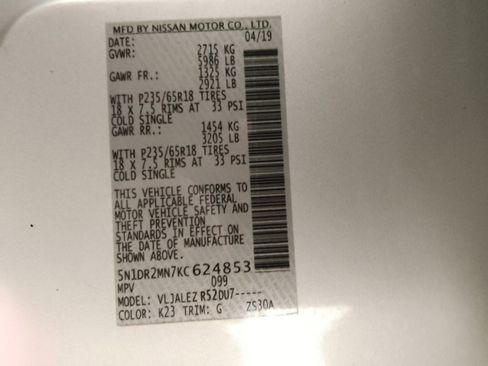 MFD BY NISSAN MOTOR CO., LTD.
DATE: 04/19
GVWR: 2715 KG
5986 LB
GAWR FR.: 1325 KG
2921 LB
WITH P235/65R18 TIRES
18 X 7.5 RIMS AT 33 PSI
COLD SINGLE
GAWR RR.: 1454 KG
3205 LB
WITH P235/65R18 TIRES
18 X 7.5 RIMS AT 33 PSI
COLD SINGLE
THIS VEHICLE CONFORMS TO
ALL APPLICABLE FEDERAL
MOTOR VEHICLE SAFETY AND
THEFT PREVENTION
STANDARDS IN EFFECT ON
THE DATE OF MANUFACTURE
5N1DR2MN7KC624853
MPV 099
MODEL: VLJALEZ R52DU7-----
COLOR: K23 TRIM: G ZS30A